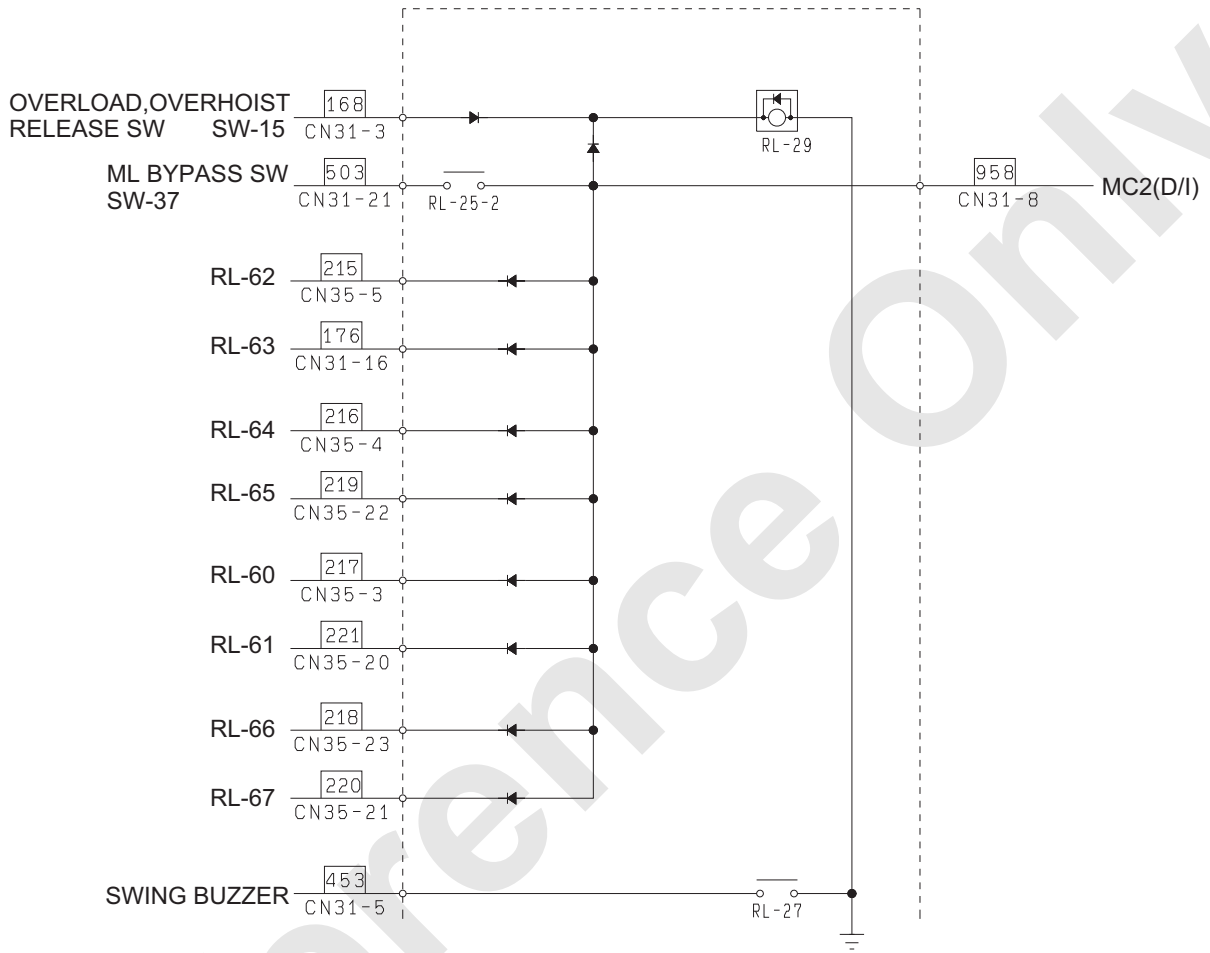 OVERLOAD,OVERHOIST
RELEASE SW SW-15
168
CN31-3
RL-29
ML BYPASS SW
SW-37
503
CN31-21
RL-25-2
958
CN31-8
MC2(D/I)
RL-62
215
CN35-5
RL-63
176
CN31-16
RL-64
216
CN35-4
RL-65
219
CN35-22
RL-60
217
CN35-3
RL-61
221
CN35-20
RL-66
218
CN35-23
RL-67
220
CN35-21
SWING BUZZER
453
CN31-5
RL-27
erence Only